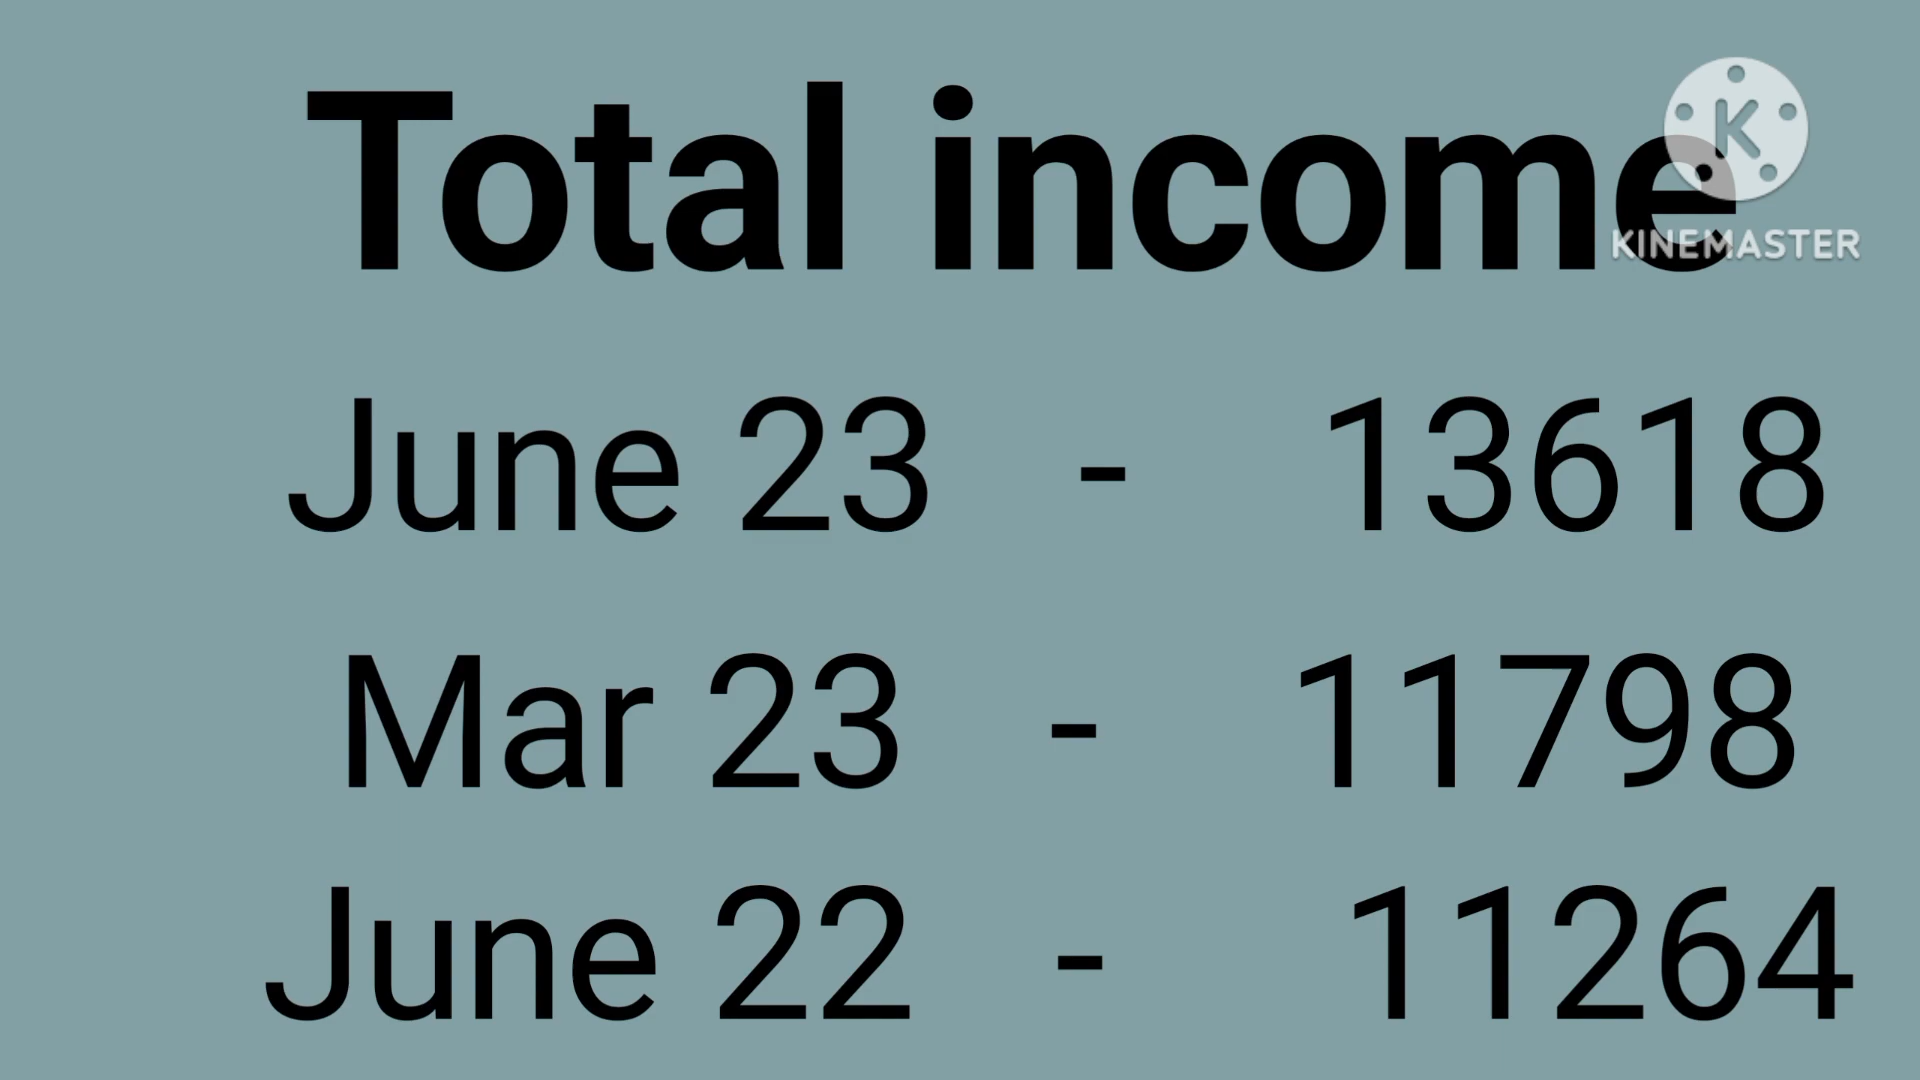 Total income
K
KINEMASTER
June 23 - 13618
Mar 23 - 11798
June 22 - 11264